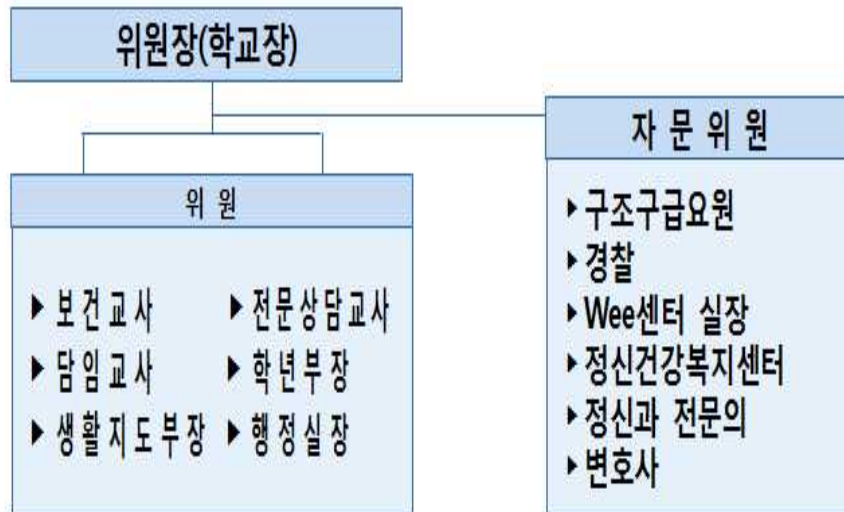 위원장(학교장)
위 원
▶ 보건교사 ▶ 전문상담교사
▶ 담임교사 ▶ 학년부장
▶ 생활지도부장 ▶ 행정실장
자 문 위 원
▶구조구급요원
▶경찰
▶Wee센터 실장
▶정신건강복지센터
▶정신과 전문의
▶변호사